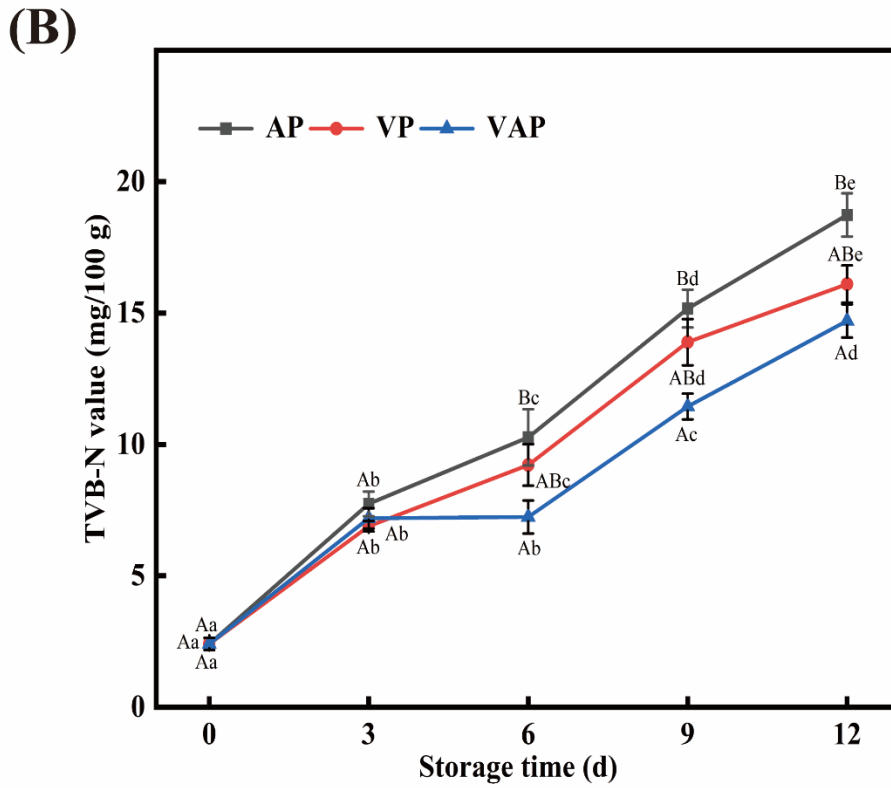 (B)
AP VP VAP
TVB-N value (mg/100 g)
20
15
10
5
0
Be
ABe
Ad
Bd
ABd
Ac
Bc
ABc
Ab
Ab
Ab
Ab
Aa
Aa
Aa
0 3 6 9 12
Storage time (d)